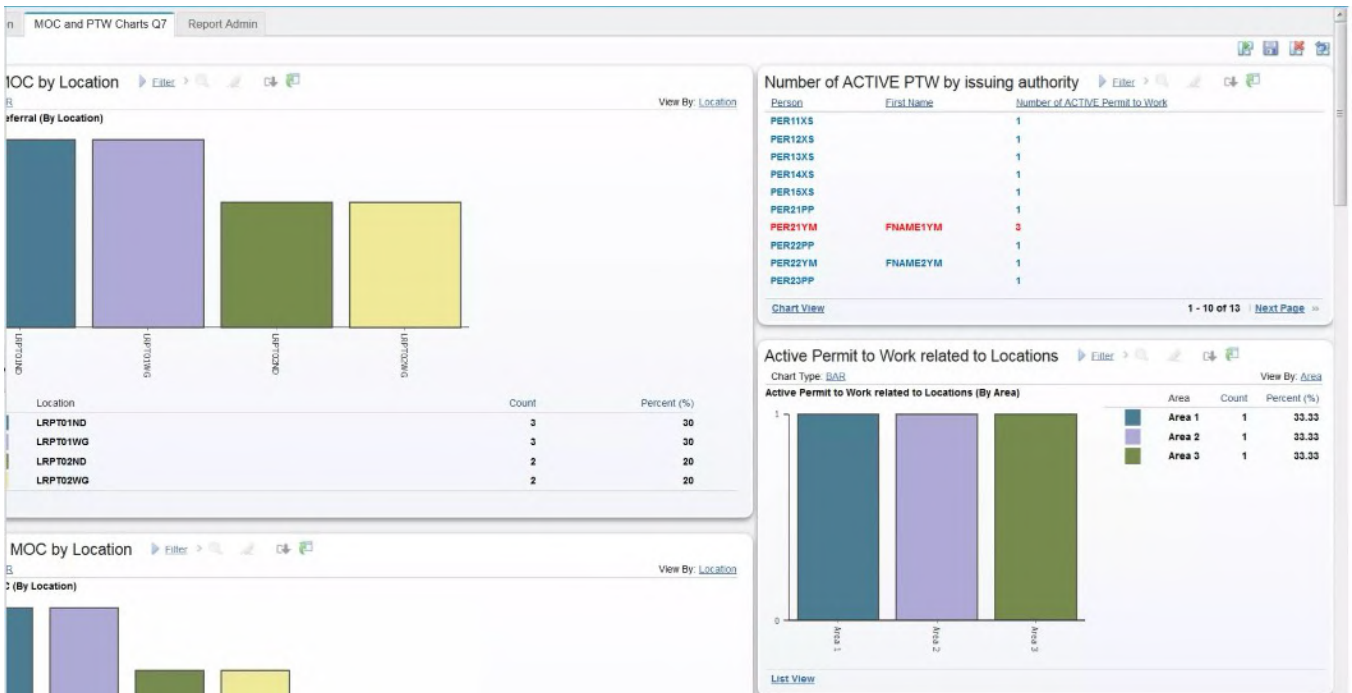 n MOC and PTW Charts Q7 Report Admin
MOC by Location Filter >
R View By: Location
eferral (By Location)
LRPT01ND LRPT01WG LRPT02ND LRPT02WG
Location Count Percent (%)
LRPT01ND 3 30
LRPT01WG 3 30
LRPT02ND 2 20
LRPT02WG 2 20
MOC by Location Filter >
R View By: Location
C (By Location)
Number of ACTIVE PTW by issuing authority Filter >
Person First Name Number of ACTIVE Permit to Work
PER11XS 1
PER12XS 1
PER13XS 1
PER14XS 1
PER15XS 1
PER21PP 1
PER21YM FNAME1YM 3
PER22PP 1
PER22YM FNAME2YM 1
PER23PP 1
Chart View 1 - 10 of 13 Next Page »
Active Permit to Work related to Locations Filter >
Chart Type: BAR View By: Area
Active Permit to Work related to Locations (By Area)
Area Count Percent (%)
Area 1 1 33.33
Area 2 1 33.33
Area 3 1 33.33
1
0
Area 1 Area 2 Area 3
List View